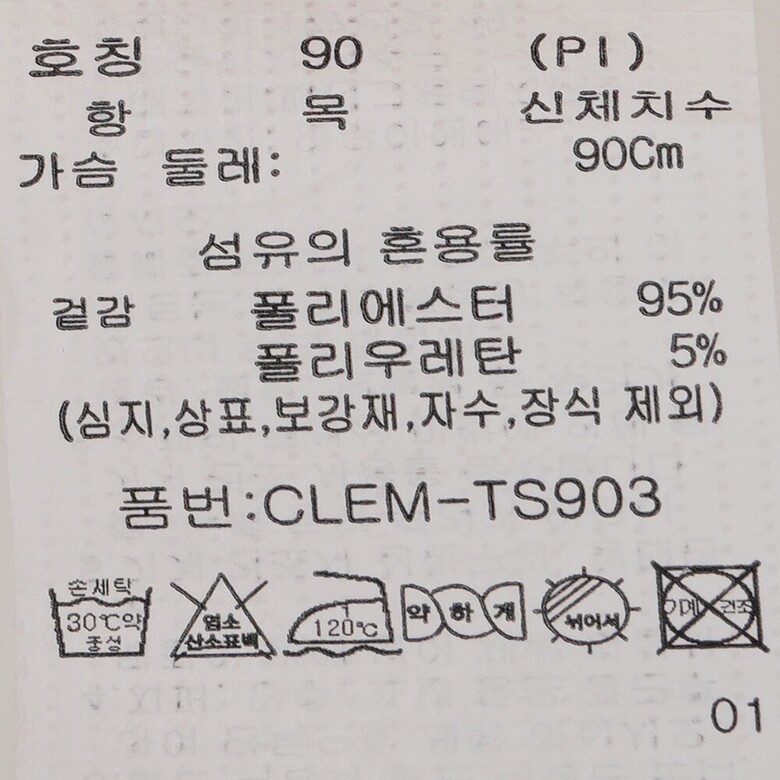 호칭 90 (PI)
항 목 신체치수
가슴 둘레: 90Cm
섬유의 혼용률
겉감 폴리에스터 95%
폴리우레탄 5%
(심지,상표,보강재,자수,장식 제외)
품번:CLEM-TS903
손세탁
30℃약
중성
염소
산소표백
120℃
약하게
뉘어서
기계건조
01